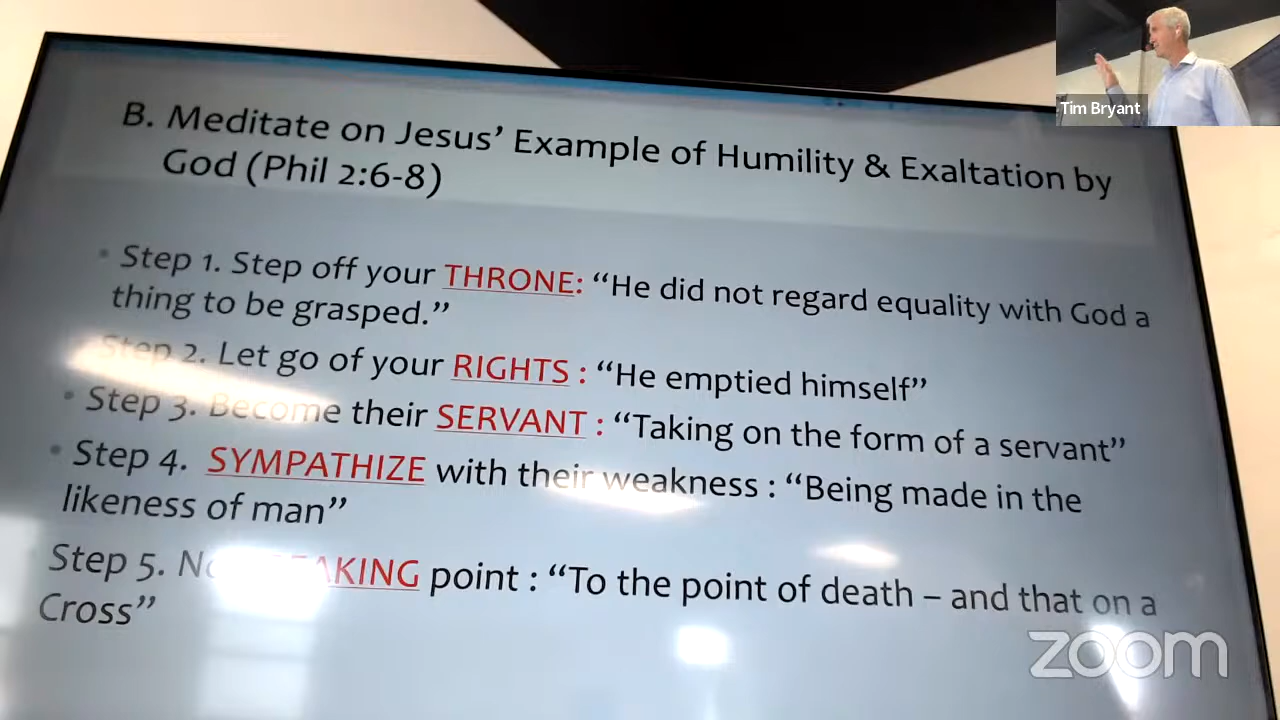 B. Meditate on Jesus’ Example of Humility & Exaltation by
God (Phil 2:6-8)
Step 1. Step off your THRONE: “He did not regard equality with God a
thing to be grasped.”
Step 2. Let go of your RIGHTS : “He emptied himself”
Step 3. Become their SERVANT : “Taking on the form of a servant”
Step 4. SYMPATHIZE with their weakness : “Being made in the
likeness of man”
Step 5. point : “To the point of death – and that on a
Cross”
Tim Bryant
zoom